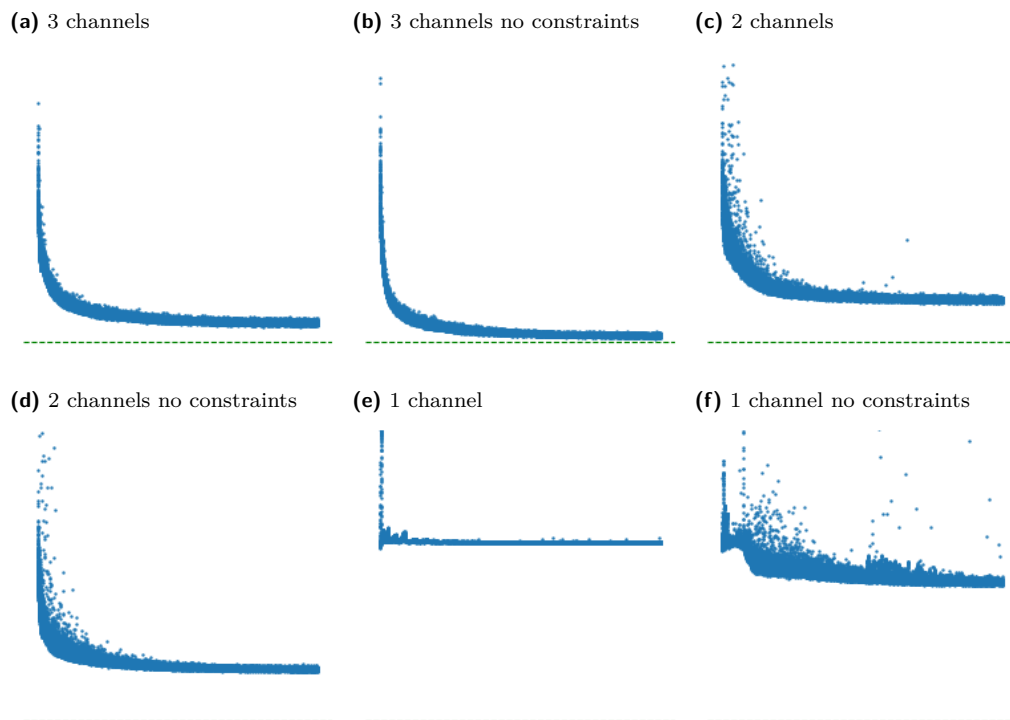 (a) 3 channels
(b) 3 channels no constraints
(c) 2 channels
(d) 2 channels no constraints
(e) 1 channel
(f) 1 channel no constraints